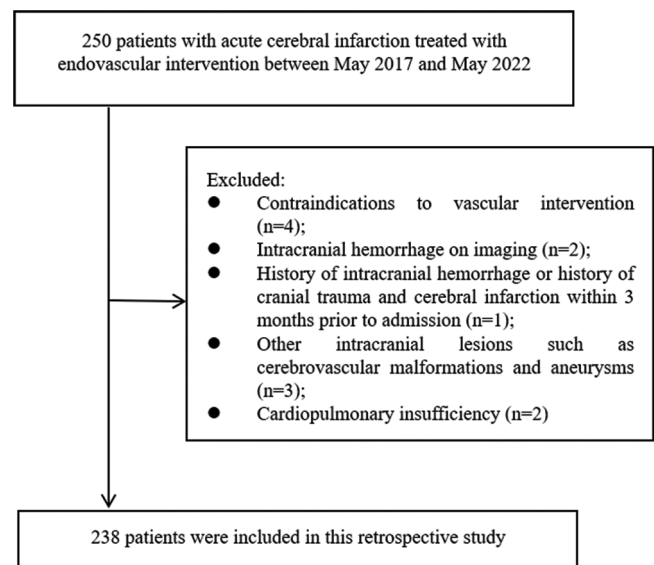 250 patients with acute cerebral infarction treated with
endovascular intervention between May 2017 and May 2022
Excluded:
● Contraindications to vascular intervention
(n=4);
● Intracranial hemorrhage on imaging (n=2);
● History of intracranial hemorrhage or history of
cranial trauma and cerebral infarction within 3
months prior to admission (n=1);
● Other intracranial lesions such as
cerebrovascular malformations and aneurysms
(n=3);
● Cardiopulmonary insufficiency (n=2)
238 patients were included in this retrospective study